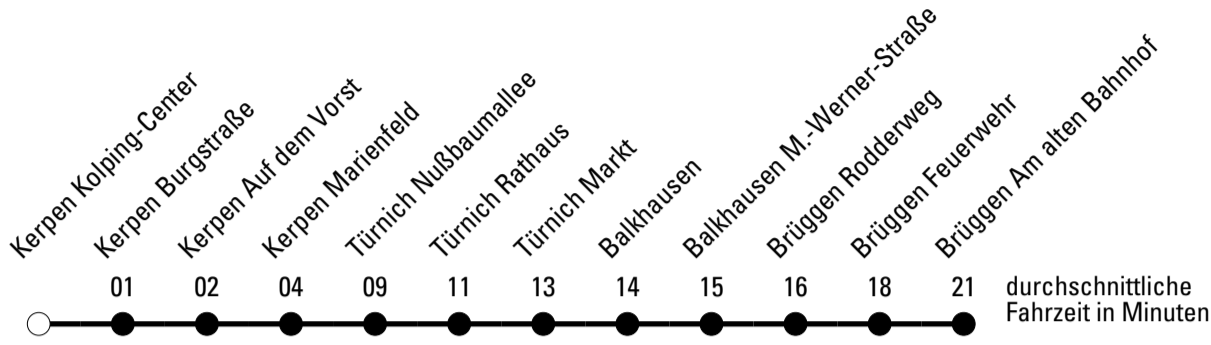 Kerpen Kolping-Center
Kerpen Burgstraße
Kerpen Auf dem Vorst
Kerpen Marienfeld
Türnich Nußbaumallee
Türnich Rathaus
Türnich Markt
Balkhausen
Balkhausen M.-Werner-Straße
Brüggen Rodderweg
Brüggen Feuerwehr
Brüggen Am alten Bahnhof
01 02 04 09 11 13 14 15 16 18 21
durchschnittliche
Fahrzeit in Minuten